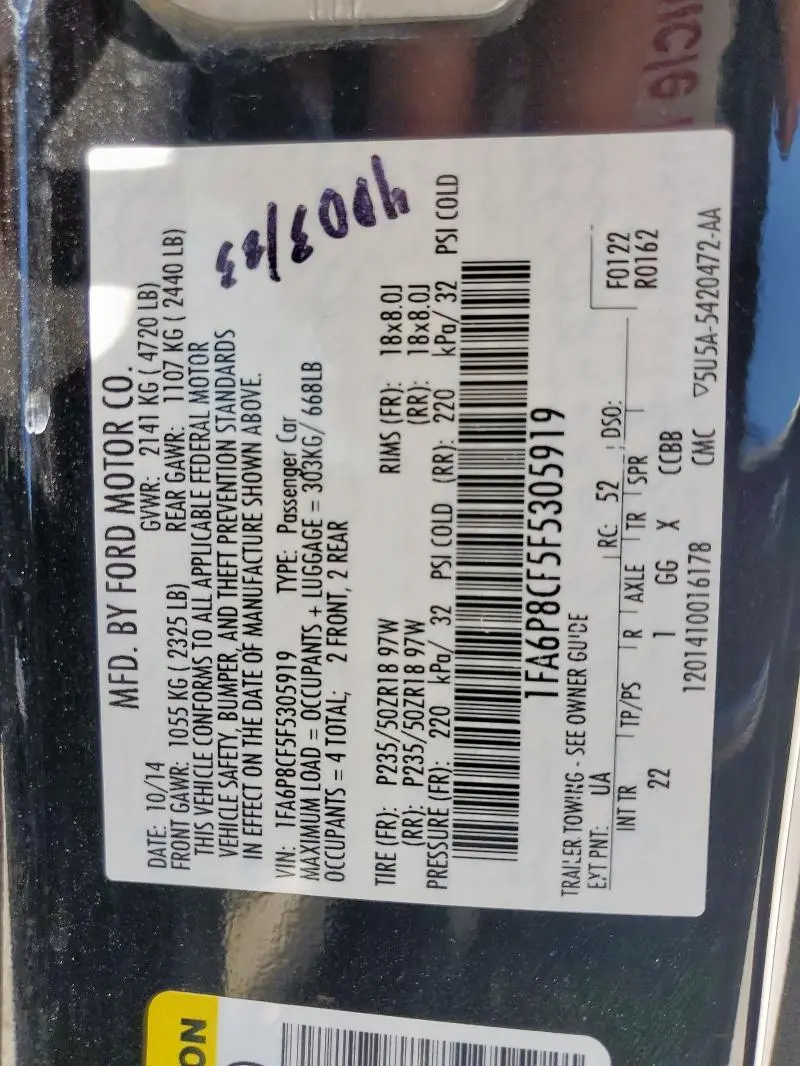 MFD. BY FORD MOTOR CO.
DATE: 10/14 GVWR: 2141 KG ( 4720 LB)
FRONT GAWR: 1055 KG ( 2325 LB) REAR GAWR: 1107 KG ( 2440 LB)
THIS VEHICLE CONFORMS TO ALL APPLICABLE FEDERAL MOTOR
VEHICLE SAFETY, BUMPER, AND THEFT PREVENTION STANDARDS
IN EFFECT ON THE DATE OF MANUFACTURE SHOWN ABOVE.
VIN: 1FA6P8CF5F5305919 TYPE: Passenger Car
MAXIMUM LOAD = OCCUPANTS + LUGGAGE = 303KG/ 668LB
OCCUPANTS = 4 TOTAL; 2 FRONT, 2 REAR
TIRE (FR): P235/50ZR18 97W RIMS (FR): 18x8.0J
(RR): P235/50ZR18 97W (RR): 18x8.0J
PRESSURE (FR): 220 kPa/ 32 PSI COLD (RR): 220 kPa/ 32 PSI COLD
1FA6P8CF5F5305919
TRAILER TOWING - SEE OWNER GUIDE
EXT PNT: UA RC: 52 DSO: F0122
R0162
INT TR TP/PS R AXLE TR SPR
22 1 GG X CCBB
1201410016178 CMC ▽5U5A-5420472-AA
ON